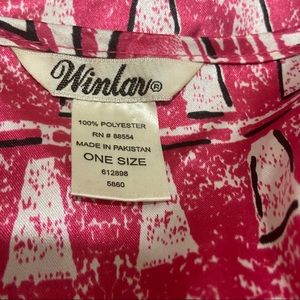 Winlar®
100% POLYESTER
RN # 88554
MADE IN PAKISTAN
ONE SIZE
612898
5860